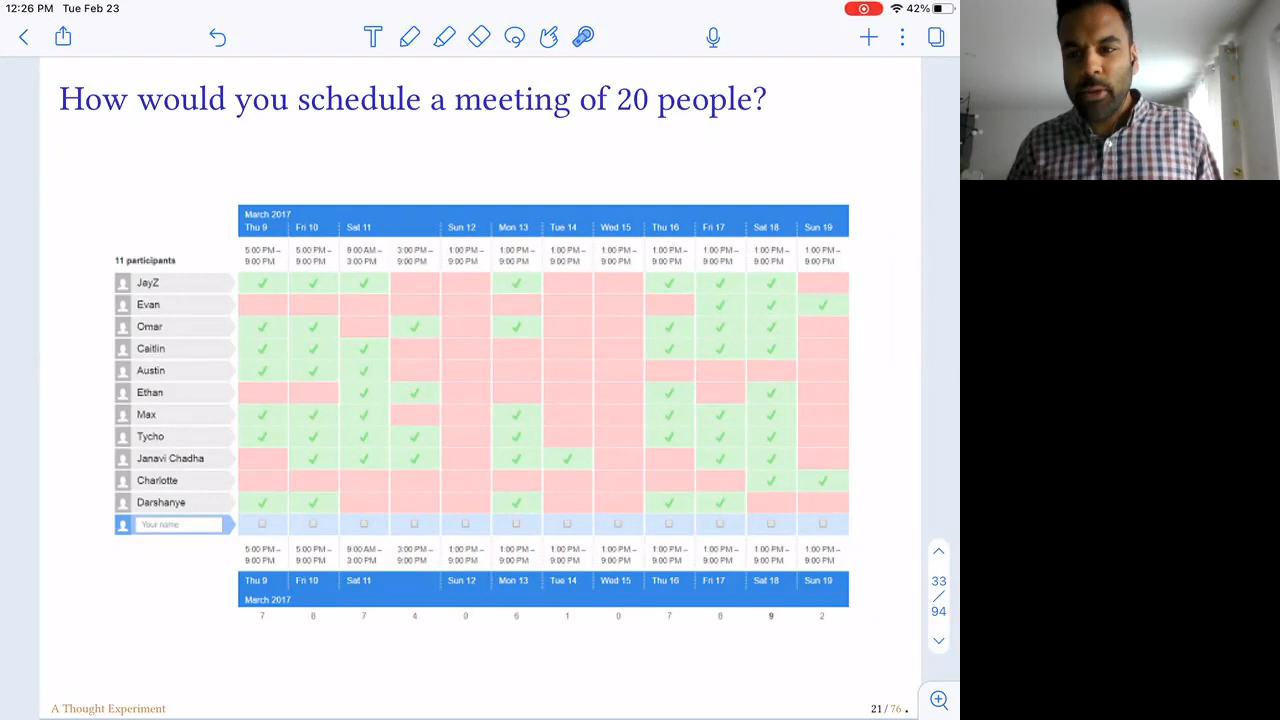 12:26 PM Tue Feb 23
42%
How would you schedule a meeting of 20 people?
March 2017
Thu 9 Fri 10 Sat 11 Sun 12 Mon 13 Tue 14 Wed 15 Thu 16 Fri 17 Sat 18 Sun 19
5:00 PM – 5:00 PM – 9:00 AM – 3:00 PM – 1:00 PM – 1:00 PM – 1:00 PM – 1:00 PM – 1:00 PM – 1:00 PM – 1:00 PM – 1:00 PM –
11 participants 9:00 PM 9:00 PM 3:00 PM 9:00 PM 9:00 PM 9:00 PM 9:00 PM 9:00 PM 9:00 PM 9:00 PM 9:00 PM 9:00 PM
JayZ
Evan
Omar
Caitlin
Austin
Ethan
Max
Tycho
Janavi Chadha
Charlotte
Darshanye
Your name
5:00 PM – 5:00 PM – 9:00 AM – 3:00 PM – 1:00 PM – 1:00 PM – 1:00 PM – 1:00 PM – 1:00 PM – 1:00 PM – 1:00 PM – 1:00 PM –
9:00 PM 9:00 PM 3:00 PM 9:00 PM 9:00 PM 9:00 PM 9:00 PM 9:00 PM 9:00 PM 9:00 PM 9:00 PM 9:00 PM
Thu 9 Fri 10 Sat 11 Sun 12 Mon 13 Tue 14 Wed 15 Thu 16 Fri 17 Sat 18 Sun 19
March 2017
7 8 7 4 0 6 1 0 7 8 9 2
33
/
94
A Thought Experiment 21 / 76